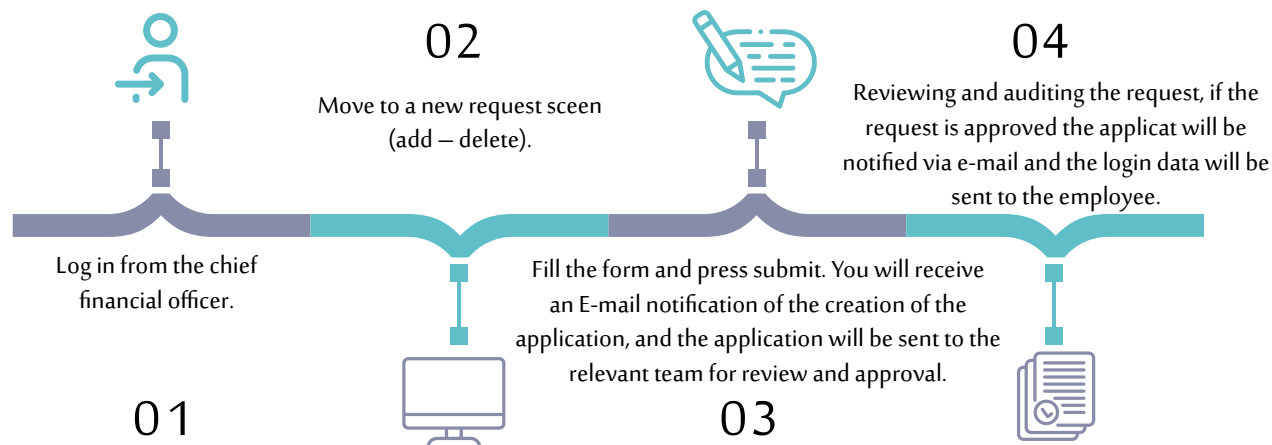 01
Log in from the chief
financial officer.
02
Move to a new request sceen
(add – delete).
03
Fill the form and press submit. You will receive
an E-mail notification of the creation of the
application, and the application will be sent to the
relevant team for review and approval.
04
Reviewing and auditing the request, if the
request is approved the applicat will be
notified via e-mail and the login data will be
sent to the employee.